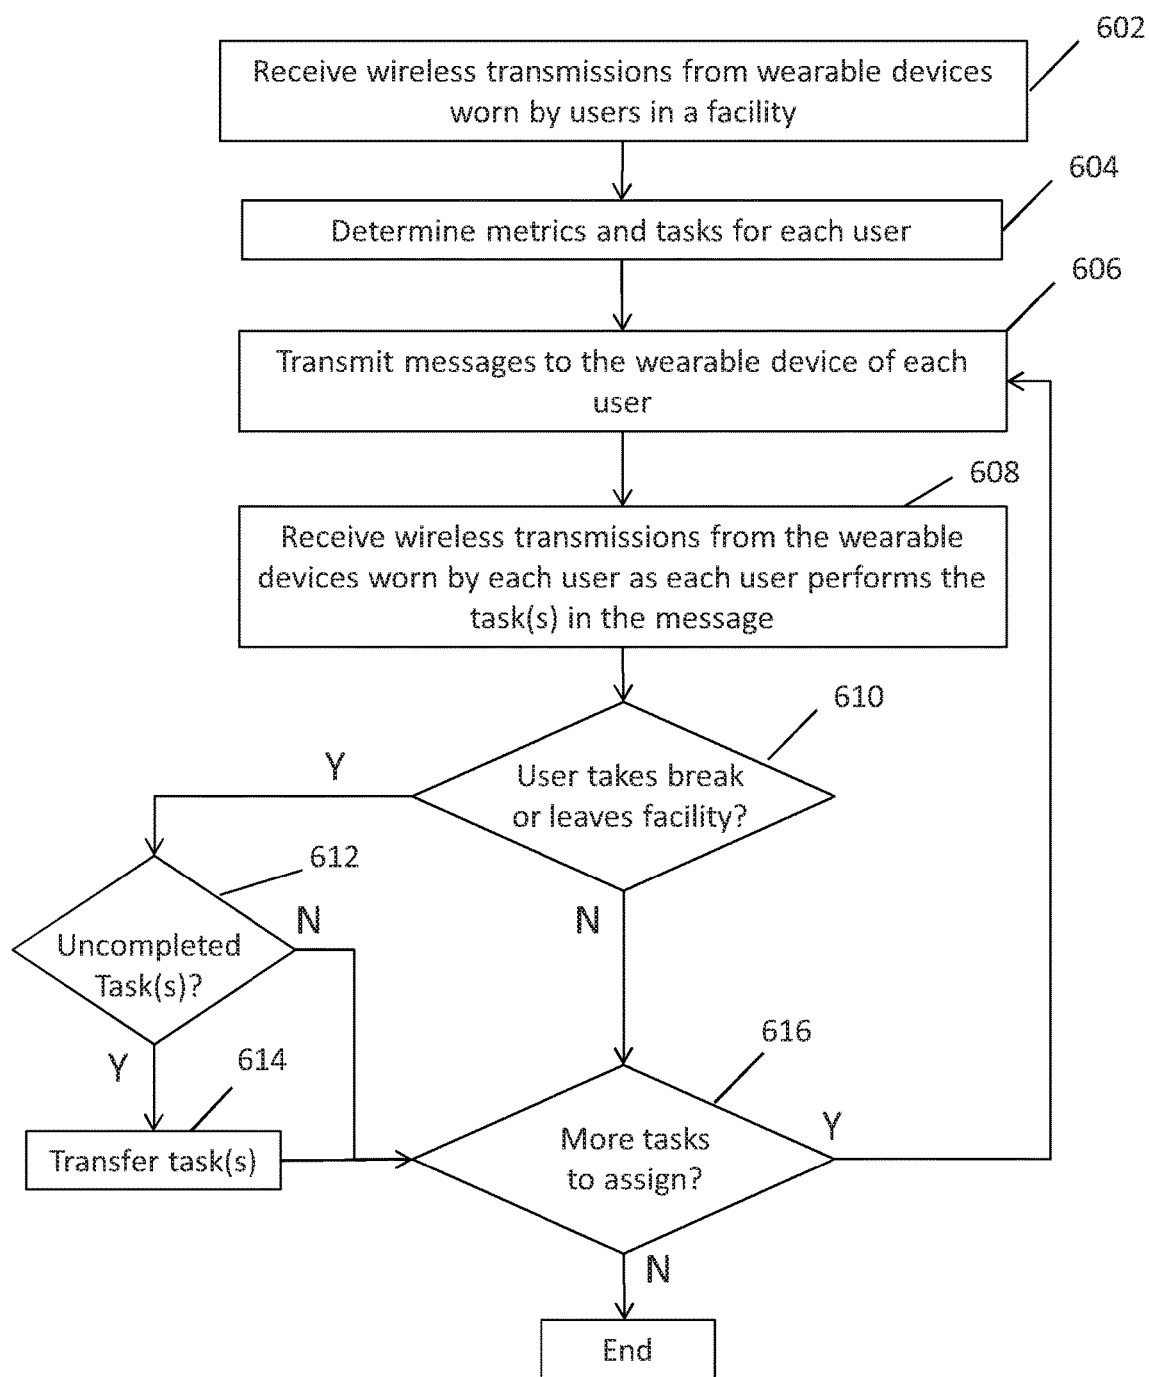 602
Receive wireless transmissions from wearable devices
worn by users in a facility
604
Determine metrics and tasks for each user
606
Transmit messages to the wearable device of each
user
608
Receive wireless transmissions from the wearable
devices worn by each user as each user performs the
task(s) in the message
610
Y
User takes break
or leaves facility?
612
N
N
Uncompleted
Task(s)?
616
Y
614
Y
More tasks
to assign?
Transfer task(s)
N
End